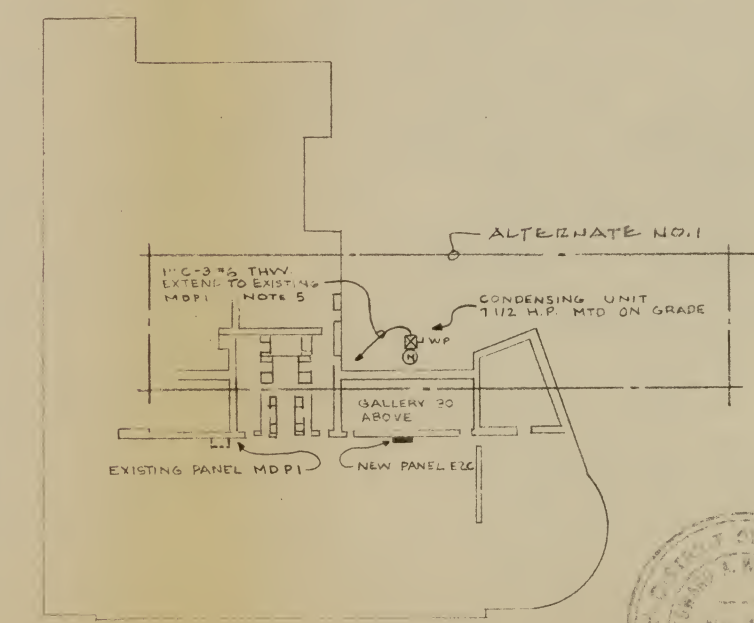 ALTERNATE NO.1
1" C-3 #6 THW.
EXTEND TO EXISTING
MDP1 NOTE 5
CONDENSING UNIT
7 1/2 H.P. MTD ON GRADE
WP
M
GALLERY 30
ABOVE
EXISTING PANEL MDP1
NEW PANEL E2C
DISTRICT